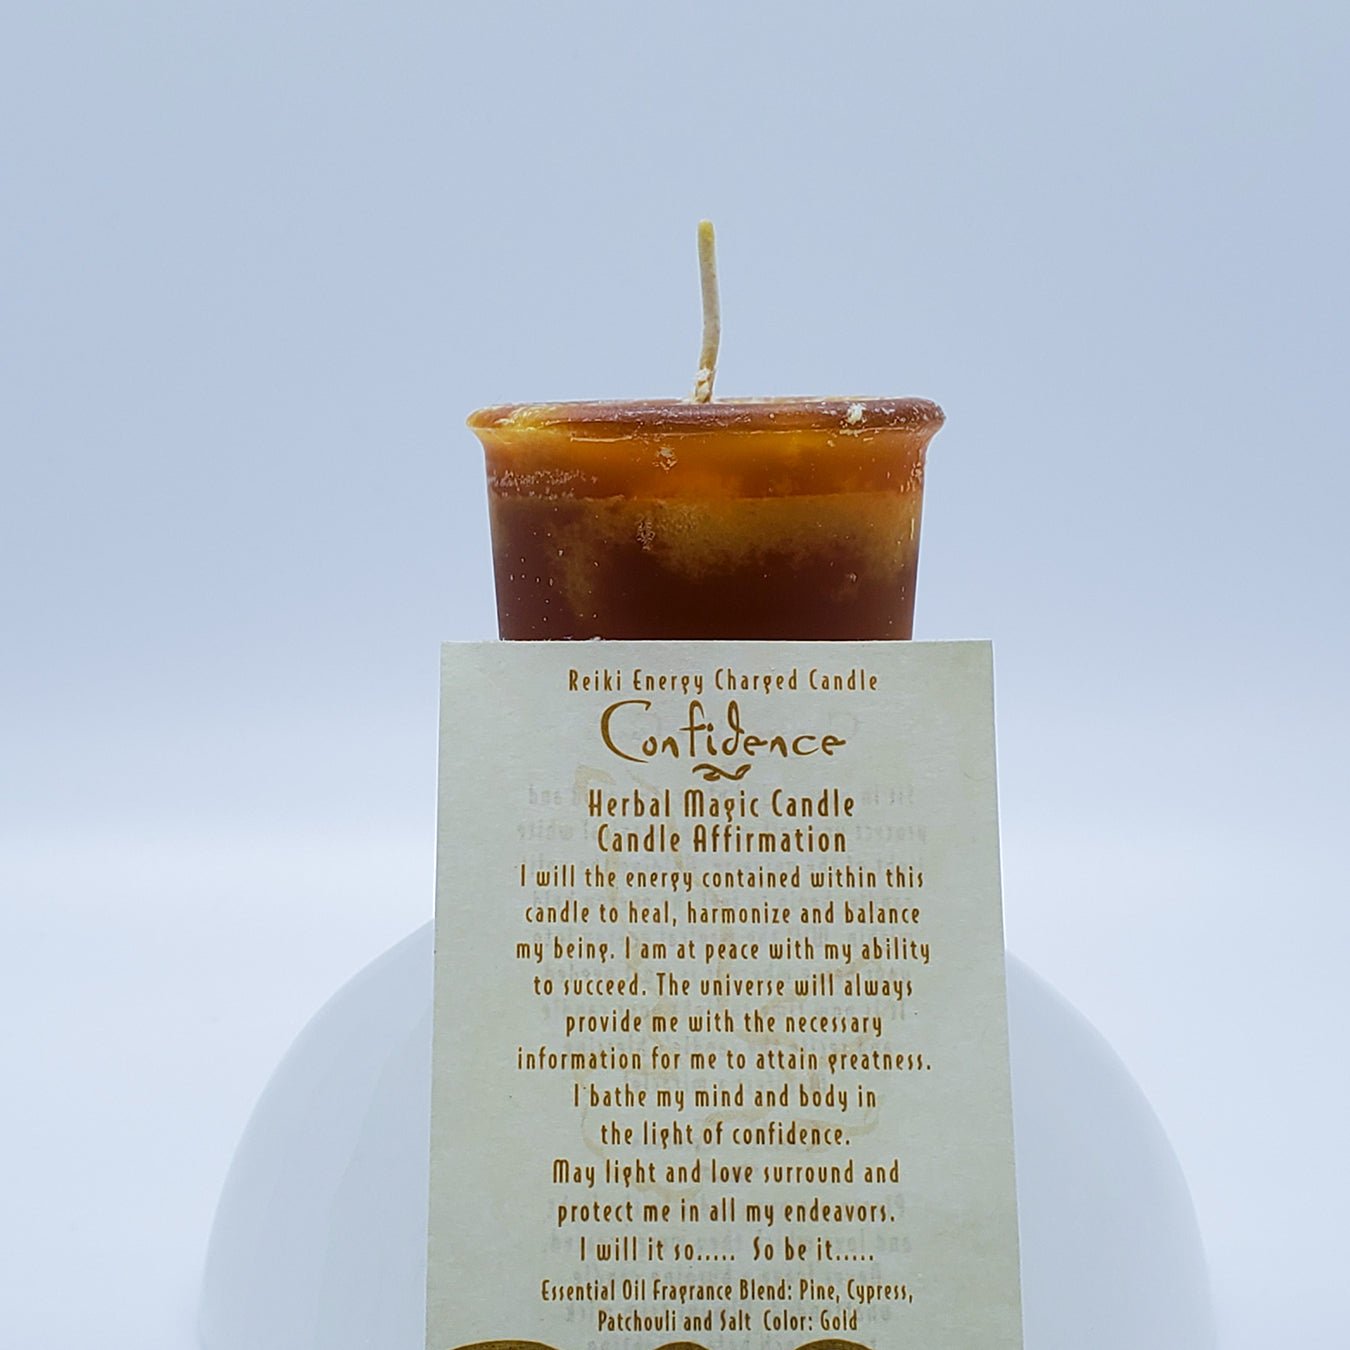 Reiki Energy Charged Candle
Confidence
Herbal Magic Candle
Candle Affirmation
I will the energy contained within this
candle to heal, harmonize and balance
my being. I am at peace with my ability
to succeed. The universe will always
provide me with the necessary
information for me to attain greatness.
I bathe my mind and body in
the light of confidence.
May light and love surround and
protect me in all my endeavors.
I will it so..... So be it.....
Essential Oil Fragrance Blend: Pine, Cypress,
Patchouli and Salt Color: Gold